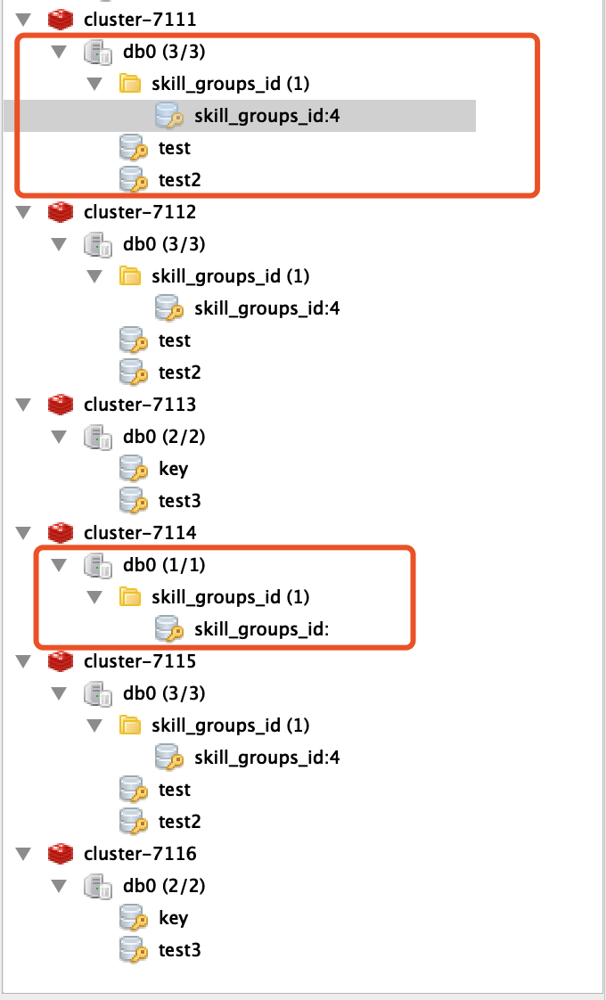 cluster-7111
db0 (3/3)
skill_groups_id (1)
skill_groups_id:4
test
test2
cluster-7112
db0 (3/3)
skill_groups_id (1)
skill_groups_id:4
test
test2
cluster-7113
db0 (2/2)
key
test3
cluster-7114
db0 (1/1)
skill_groups_id (1)
skill_groups_id:
cluster-7115
db0 (3/3)
skill_groups_id (1)
skill_groups_id:4
test
test2
cluster-7116
db0 (2/2)
key
test3